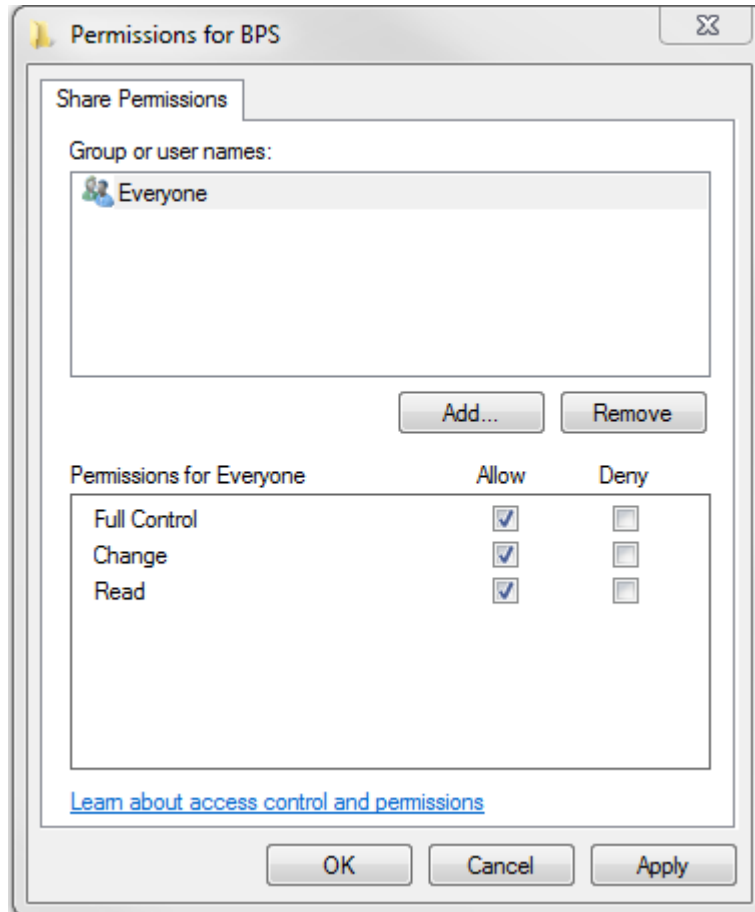 Permissions for BPS
Share Permissions
Group or user names:
Everyone
Add...
Remove
Permissions for Everyone
Allow
Deny
Full Control
Change
Read
Learn about access control and permissions
OK
Cancel
Apply